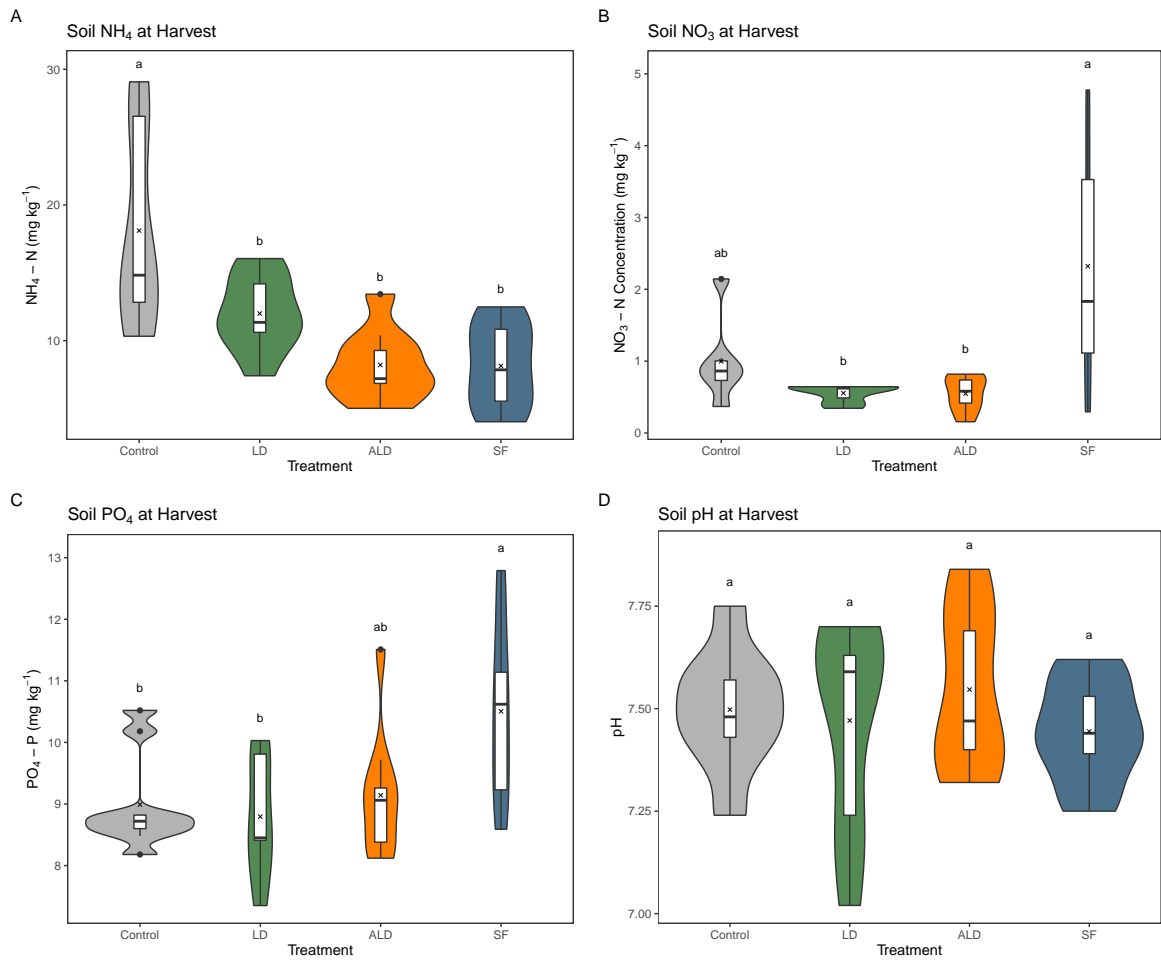 A
Soil NH₄ at Harvest
30
20
10
NH₄ − N (mg kg⁻¹)
a
b
b
b
Control LD ALD SF
Treatment
B
Soil NO₃ at Harvest
5
4
3
2
1
0
NO₃ − N Concentration (mg kg⁻¹)
ab
b
b
a
Control LD ALD SF
Treatment
C
Soil PO₄ at Harvest
13
12
11
10
9
8
PO₄ − P (mg kg⁻¹)
b
b
ab
a
Control LD ALD SF
Treatment
D
Soil pH at Harvest
7.75
7.50
7.25
7.00
pH
a
a
a
a
Control LD ALD SF
Treatment